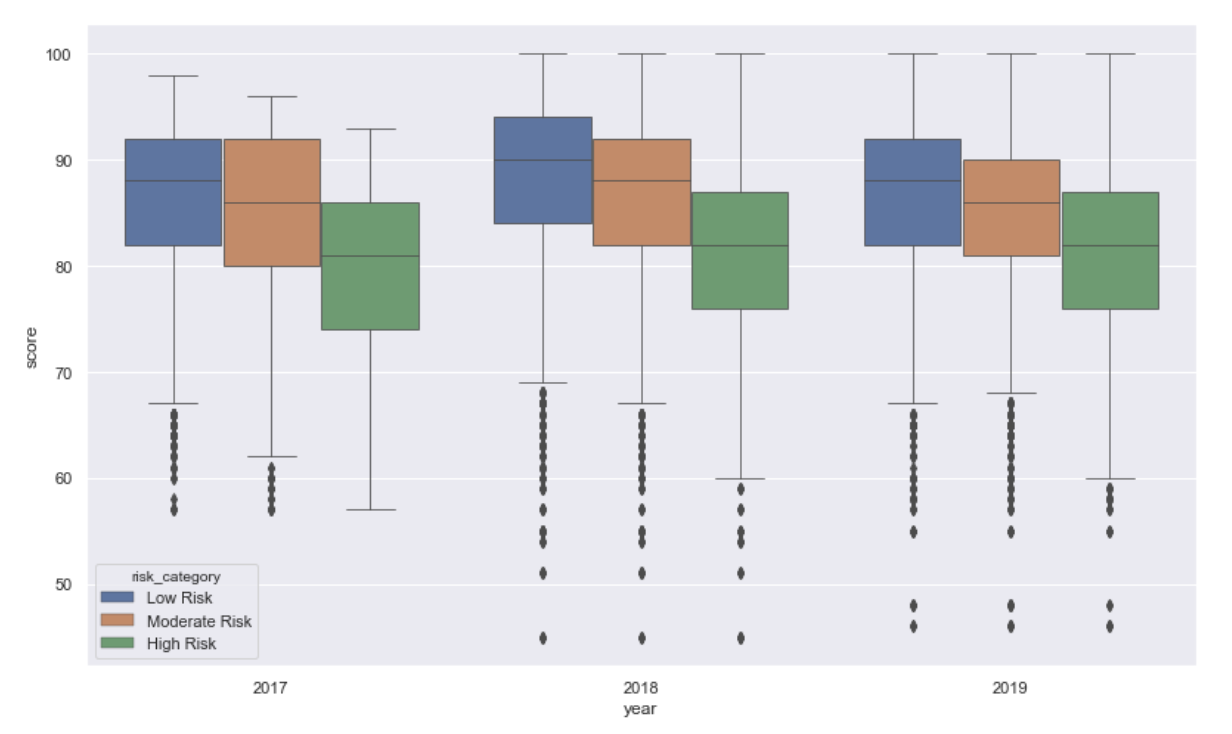 100
90
80
70
60
50
score
risk_category
Low Risk
Moderate Risk
High Risk
2017
2018
2019
year